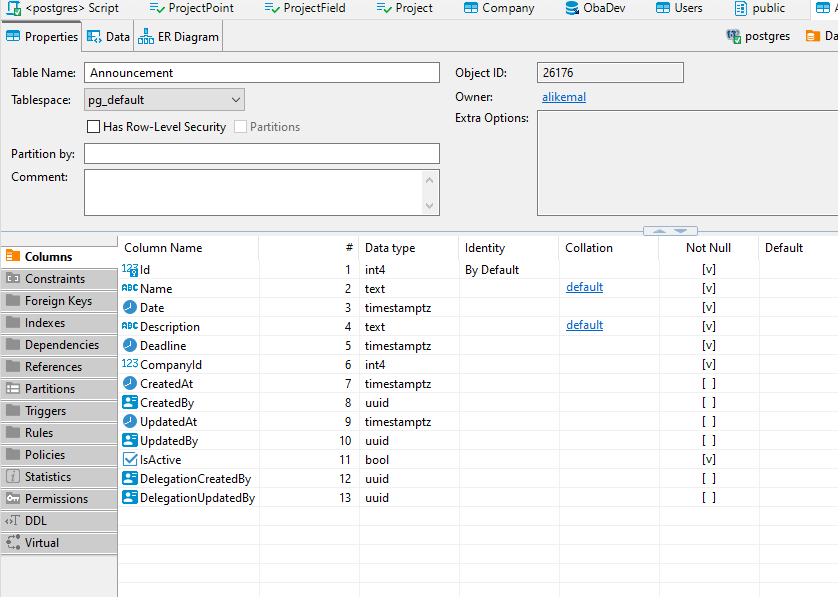 <postgres> Script ProjectPoint ProjectField Project Company ObaDev Users public
Properties Data ER Diagram postgres Da
Table Name: Announcement Object ID: 26176
Tablespace: pg_default Owner: alikemal
Has Row-Level Security Partitions Extra Options:
Partition by:
Comment:
Columns
Constraints
Foreign Keys
Indexes
Dependencies
References
Partitions
Triggers
Rules
Policies
Statistics
Permissions
DDL
Virtual
Column Name # Data type Identity Collation Not Null Default
123 Id 1 int4 By Default [v]
ABC Name 2 text default [v]
Date 3 timestamptz [v]
ABC Description 4 text default [v]
Deadline 5 timestamptz [v]
123 CompanyId 6 int4 [v]
CreatedAt 7 timestamptz [ ]
CreatedBy 8 uuid [ ]
UpdatedAt 9 timestamptz [ ]
UpdatedBy 10 uuid [ ]
IsActive 11 bool [v]
DelegationCreatedBy 12 uuid [ ]
DelegationUpdatedBy 13 uuid [ ]